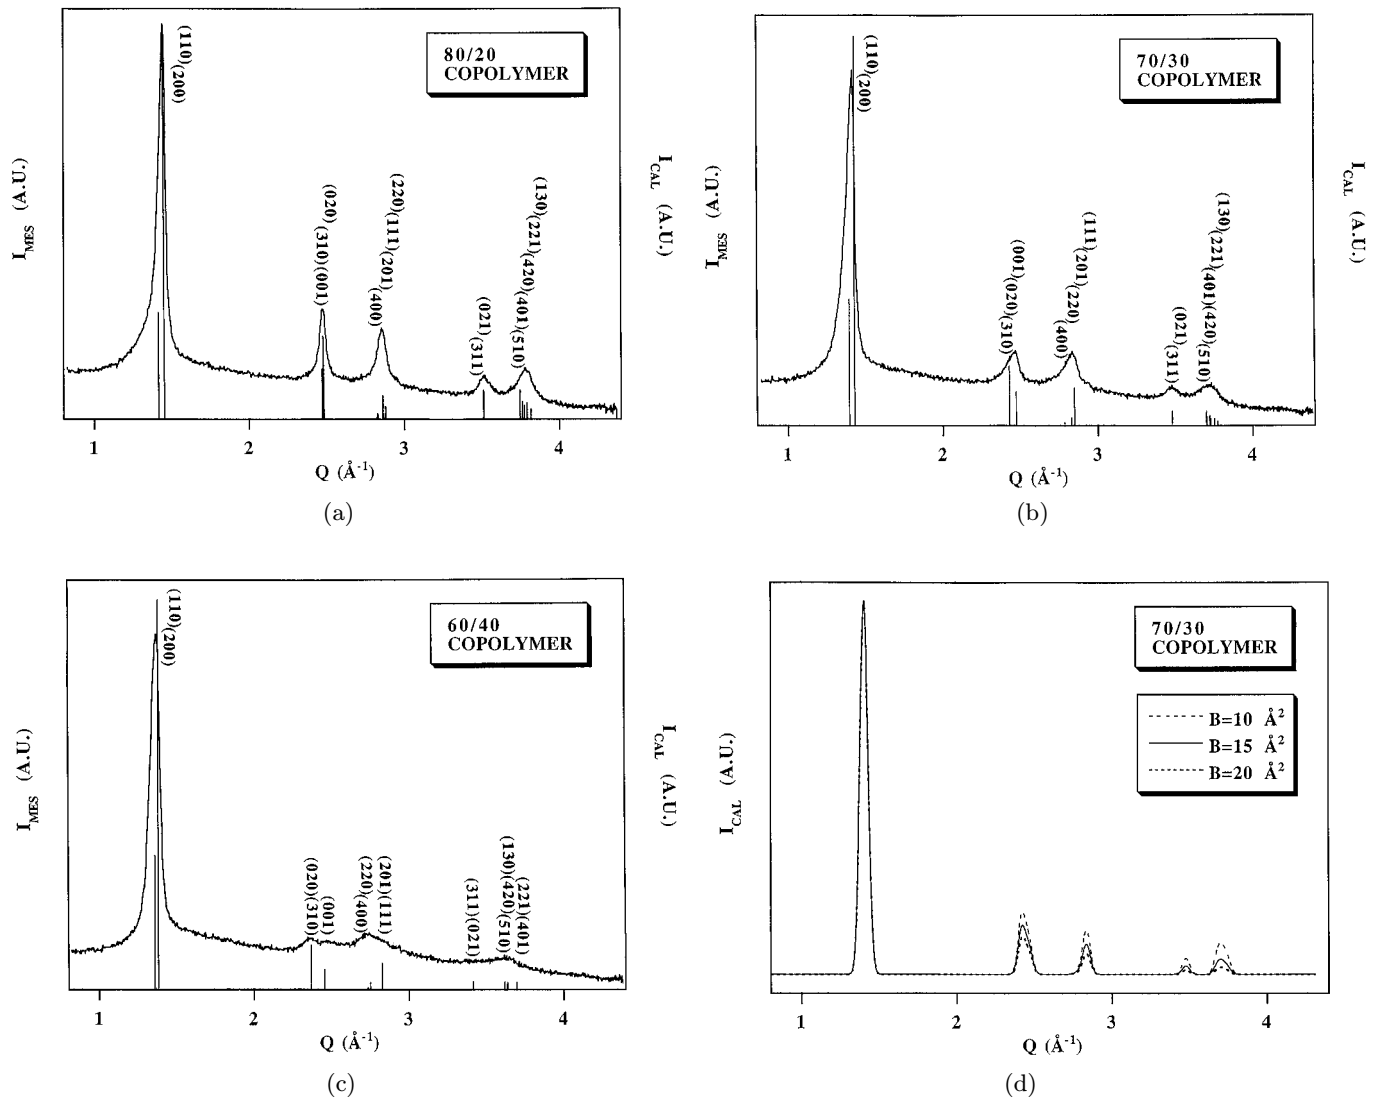 80/20
COPOLYMER
(110)(200)
(310)(001)
(020)
(400)
(220)(111)(201)
(311)
(021)
(510)
(130)(221)(420)(401)
I_MES (A.U.)
I_CAL (A.U.)
1 2 3 4
Q (Å⁻¹)
(a)
70/30
COPOLYMER
(110)(200)
(310)
(001)(020)
(400)
(111)(201)(220)
(311)
(021)
(510)
(130)(221)(401)(420)
I_MES (A.U.)
I_CAL (A.U.)
1 2 3 4
Q (Å⁻¹)
(b)
60/40
COPOLYMER
(110)(200)
(020)(310)
(001)
(220)(400)
(201)(111)
(311)(021)
(130)(420)(510)
(221)(401)
I_MES (A.U.)
I_CAL (A.U.)
1 2 3 4
Q (Å⁻¹)
(c)
70/30
COPOLYMER
B=10 Å²
B=15 Å²
B=20 Å²
I_CAL (A.U.)
1 2 3 4
Q (Å⁻¹)
(d)